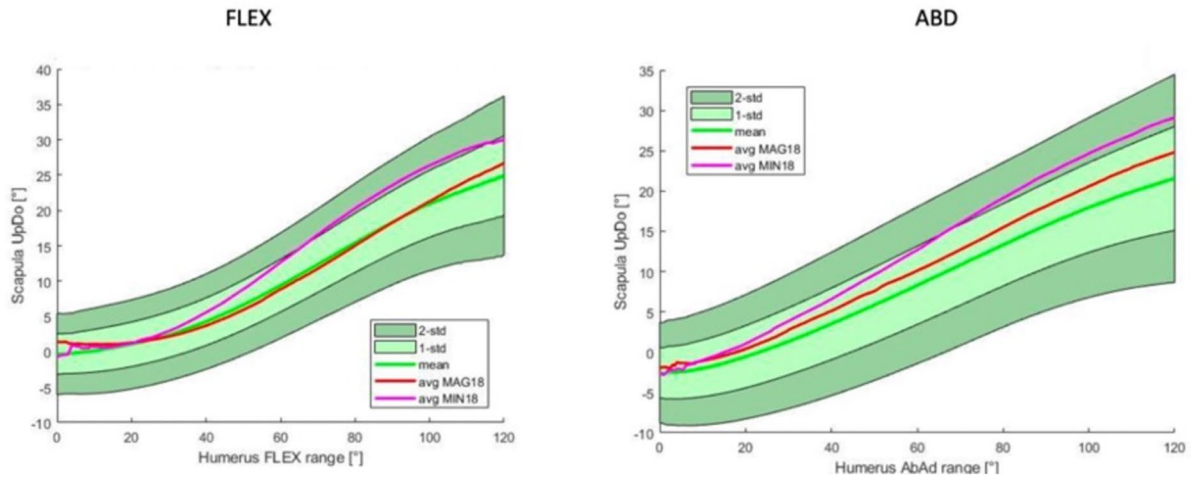 FLEX
ABD
40
35
30
25
20
15
10
5
0
-5
-10
Scapula UpDo [°]
2-std
1-std
mean
avg MAG18
avg MIN18
0 20 40 60 80 100 120
Humerus FLEX range [°]
35
30
25
20
15
10
5
0
-5
-10
Scapula UpDo [°]
2-std
1-std
mean
avg MAG18
avg MIN18
0 20 40 60 80 100 120
Humerus AbAd range [°]